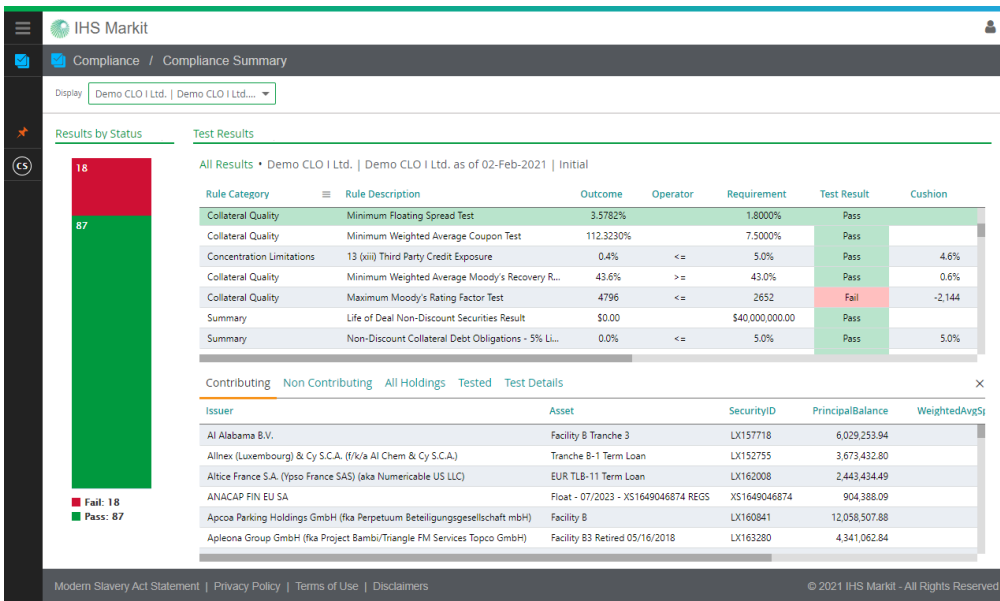 IHS Markit
Compliance / Compliance Summary
Display Demo CLO I Ltd. | Demo CLO I Ltd....
CS
Results by Status
18
87
Fail: 18
Pass: 87
Test Results
All Results • Demo CLO I Ltd. | Demo CLO I Ltd. as of 02-Feb-2021 | Initial
Rule Category Rule Description Outcome Operator Requirement Test Result Cushion
Collateral Quality Minimum Floating Spread Test 3.5782% 1.8000% Pass
Collateral Quality Minimum Weighted Average Coupon Test 112.3230% 7.5000% Pass
Concentration Limitations 13 (xiii) Third Party Credit Exposure 0.4% <= 5.0% Pass 4.6%
Collateral Quality Minimum Weighted Average Moody's Recovery R... 43.6% >= 43.0% Pass 0.6%
Collateral Quality Maximum Moody's Rating Factor Test 4796 <= 2652 Fail -2,144
Summary Life of Deal Non-Discount Securities Result $0.00 $40,000,000.00 Pass
Summary Non-Discount Collateral Debt Obligations - 5% Li... 0.0% <= 5.0% Pass 5.0%
Contributing Non Contributing All Holdings Tested Test Details
Issuer Asset SecurityID PrincipalBalance WeightedAvgSp
AI Alabama B.V. Facility B Tranche 3 LX157718 6,029,253.94
Allnex (Luxembourg) & Cy S.C.A. (f/k/a AI Chem & Cy S.C.A.) Tranche B-1 Term Loan LX152755 3,673,432.80
Altice France S.A. (Ypso France SAS) (aka Numericable US LLC) EUR TLB-11 Term Loan LX162008 2,443,434.49
ANACAP FIN EU SA Float - 07/2023 - XS1649046874 REGS XS1649046874 904,388.09
Apcoa Parking Holdings GmbH (fka Perpetuum Beteiligungsgesellschaft mbH) Facility B LX160841 12,058,507.88
Apleona Group GmbH (fka Project Bambi/Triangle FM Services Topco GmbH) Facility B3 Retired 05/16/2018 LX163280 4,341,062.84
Modern Slavery Act Statement | Privacy Policy | Terms of Use | Disclaimers
© 2021 IHS Markit - All Rights Reserved